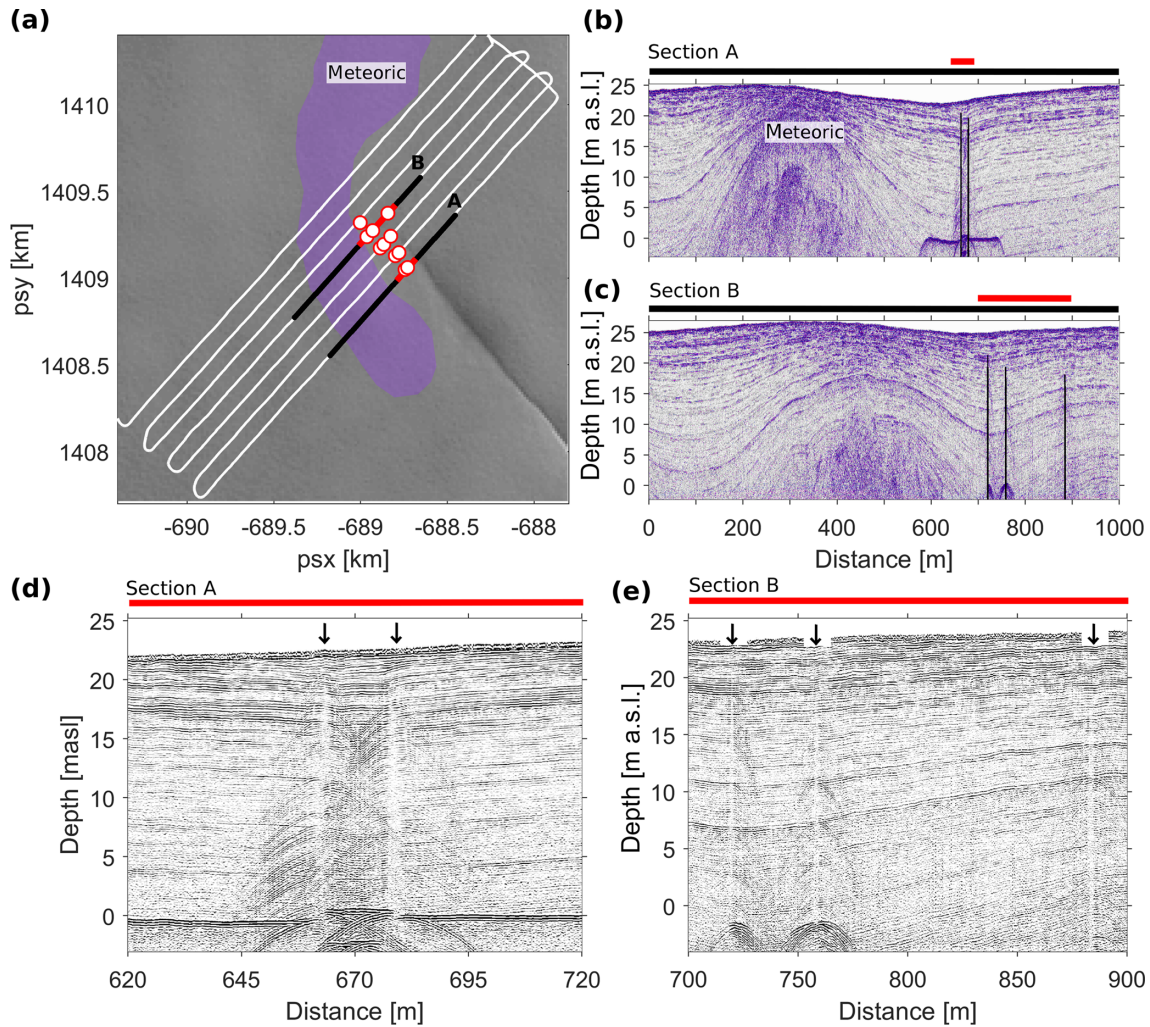 (a)
Meteoric
B
A
1410
1409.5
1409
1408.5
1408
psy [km]
-690
-689.5
-689
-688.5
-688
psx [km]
(b)
Section A
Meteoric
25
20
15
10
5
0
Depth [m a.s.l.]
(c)
Section B
25
20
15
10
5
0
Depth [m a.s.l.]
0
200
400
600
800
1000
Distance [m]
(d)
Section A
25
20
15
10
5
0
Depth [masl]
620
645
670
695
720
Distance [m]
(e)
Section B
25
20
15
10
5
0
Depth [m a.s.l.]
700
750
800
850
900
Distance [m]